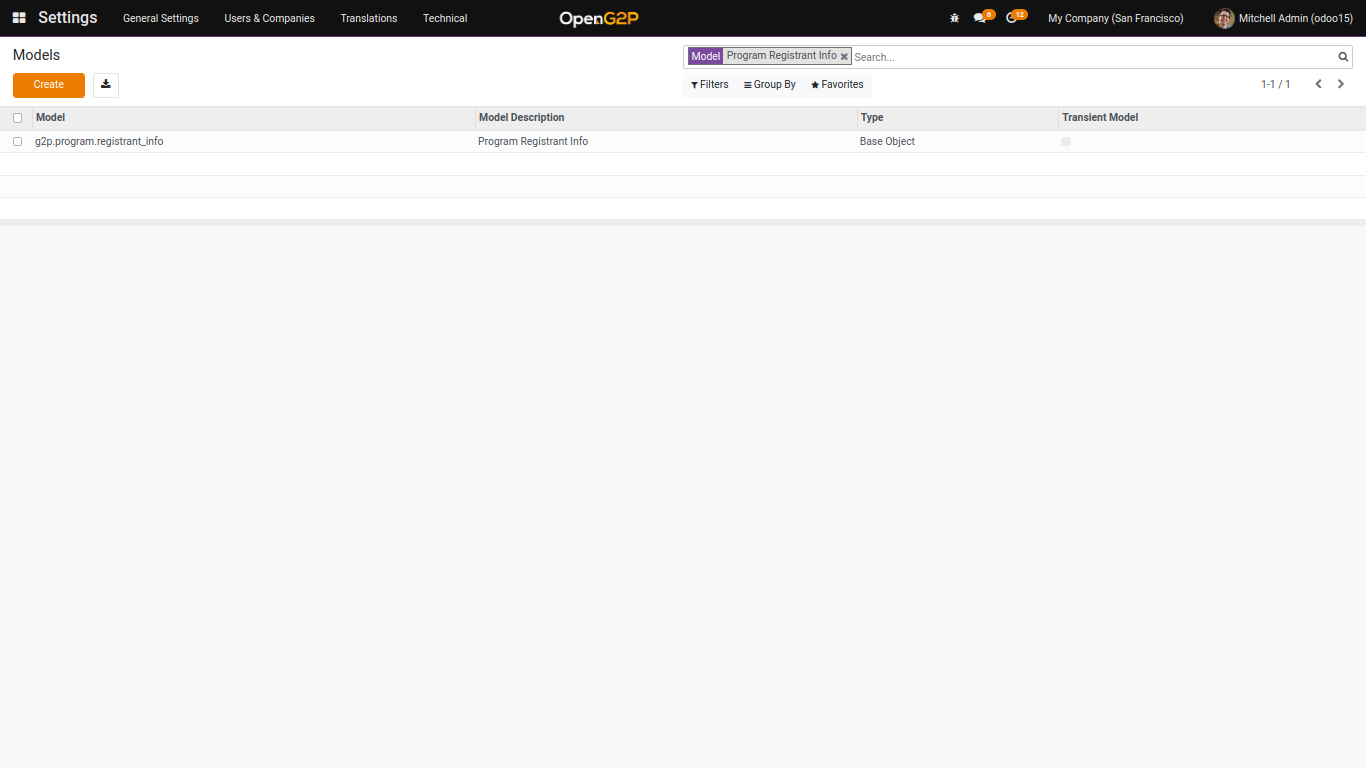 Settings General Settings Users & Companies Translations Technical OpenG2P 6 12 My Company (San Francisco) Mitchell Admin (odoo15)
Models
Model Program Registrant Info Search...
Create
Filters Group By Favorites 1-1 / 1
Model Model Description Type Transient Model
g2p.program.registrant_info Program Registrant Info Base Object